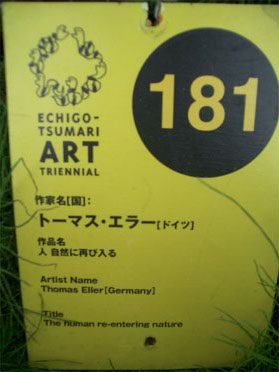 ECHIGO-
TSUMARI
ART
TRIENNIAL
181
作家名[国]:
トーマス・エラー[ドイツ]
作品名
人 自然に再び入る
Artist Name
Thomas Eller[Germany]
Title
The human re-entering nature